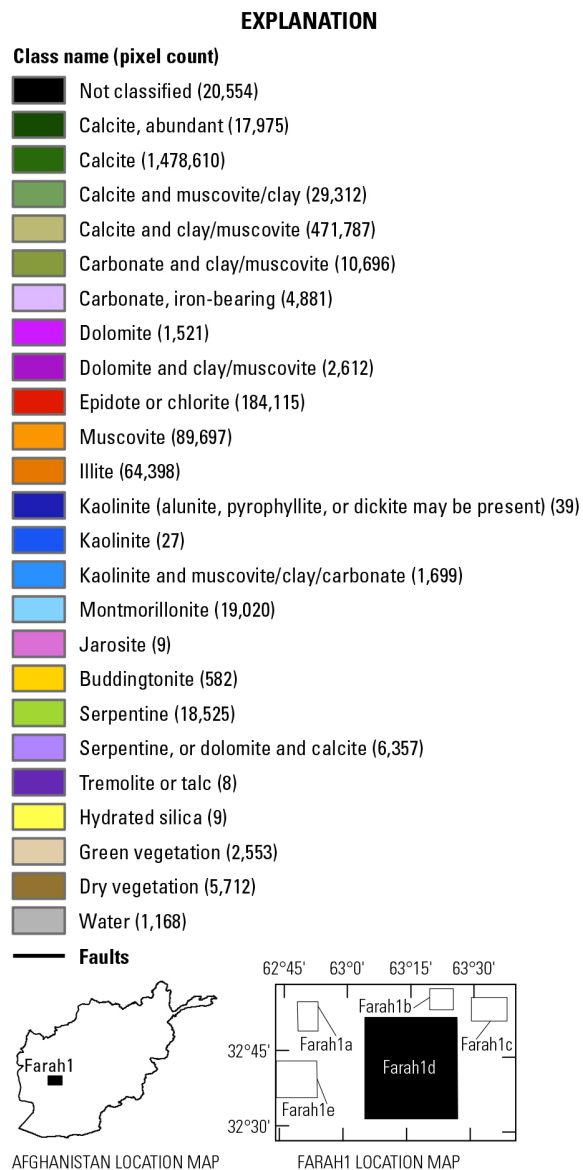 EXPLANATION
Class name (pixel count)
Not classified (20,554)
Calcite, abundant (17,975)
Calcite (1,478,610)
Calcite and muscovite/clay (29,312)
Calcite and clay/muscovite (471,787)
Carbonate and clay/muscovite (10,696)
Carbonate, iron-bearing (4,881)
Dolomite (1,521)
Dolomite and clay/muscovite (2,612)
Epidote or chlorite (184,115)
Muscovite (89,697)
Illite (64,398)
Kaolinite (alunite, pyrophyllite, or dickite may be present) (39)
Kaolinite (27)
Kaolinite and muscovite/clay/carbonate (1,699)
Montmorillonite (19,020)
Jarosite (9)
Buddingtonite (582)
Serpentine (18,525)
Serpentine, or dolomite and calcite (6,357)
Tremolite or talc (8)
Hydrated silica (9)
Green vegetation (2,553)
Dry vegetation (5,712)
Water (1,168)
Faults
Farah1
AFGHANISTAN LOCATION MAP
62°45' 63°0' 63°15' 63°30'
Farah1b
Farah1a
Farah1c
32°45'
Farah1d
Farah1e
32°30'
FARAH1 LOCATION MAP